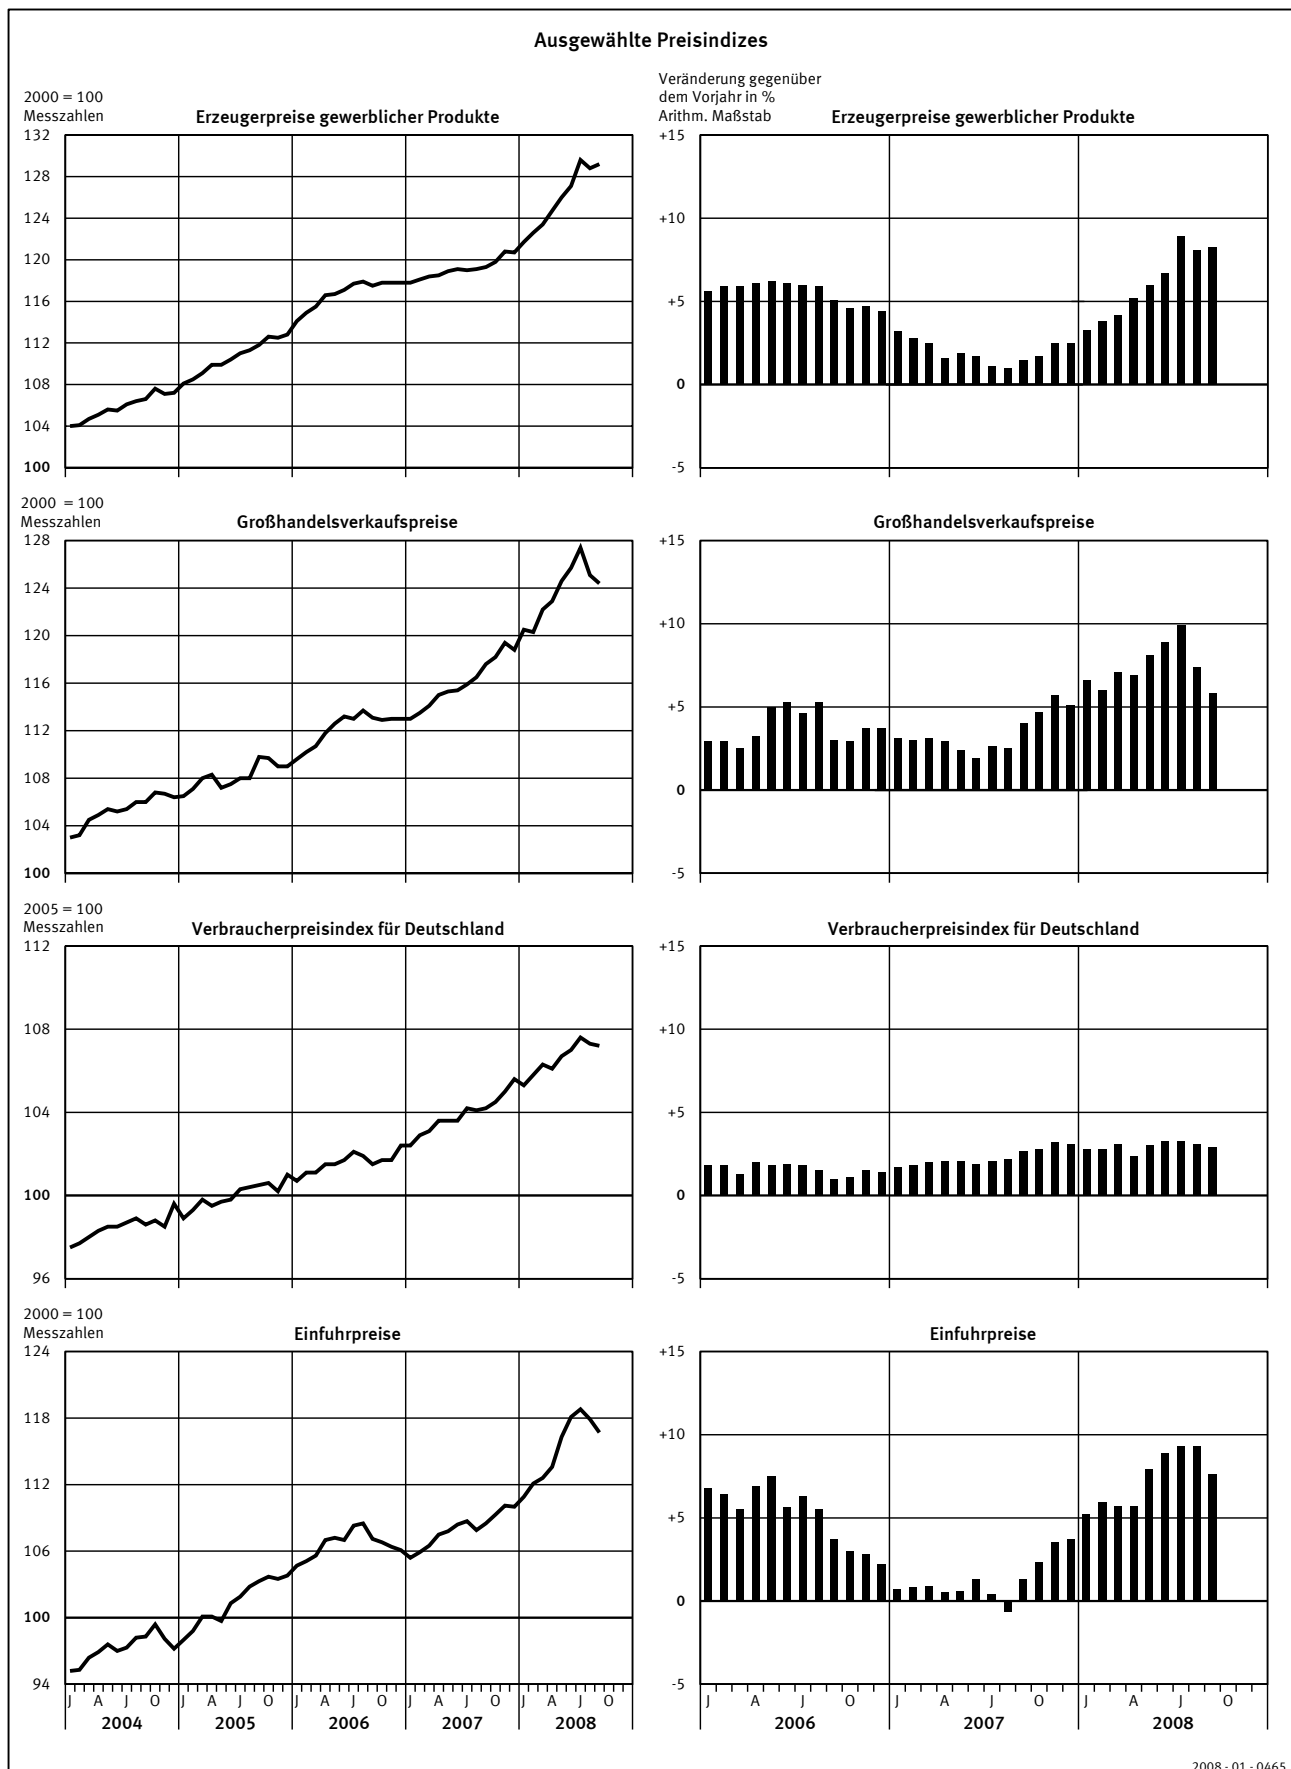 Ausgewählte Preisindizes
2000 = 100
Messzahlen
Erzeugerpreise gewerblicher Produkte
132
128
124
120
116
112
108
104
100
Veränderung gegenüber
dem Vorjahr in %
Arithm. Maßstab
Erzeugerpreise gewerblicher Produkte
+15
+10
+5
0
-5
2000 = 100
Messzahlen
Großhandelsverkaufspreise
128
124
120
116
112
108
104
100
Großhandelsverkaufspreise
+15
+10
+5
0
-5
2005 = 100
Messzahlen
Verbraucherpreisindex für Deutschland
112
108
104
100
96
Verbraucherpreisindex für Deutschland
+15
+10
+5
0
-5
2000 = 100
Messzahlen
Einfuhrpreise
124
118
112
106
100
94
J A J O J A J O J A J O J A J O J A J O
2004 2005 2006 2007 2008
Einfuhrpreise
+15
+10
+5
0
-5
J A J O J A J O J A J O
2006 2007 2008
2008 - 01 - 0465